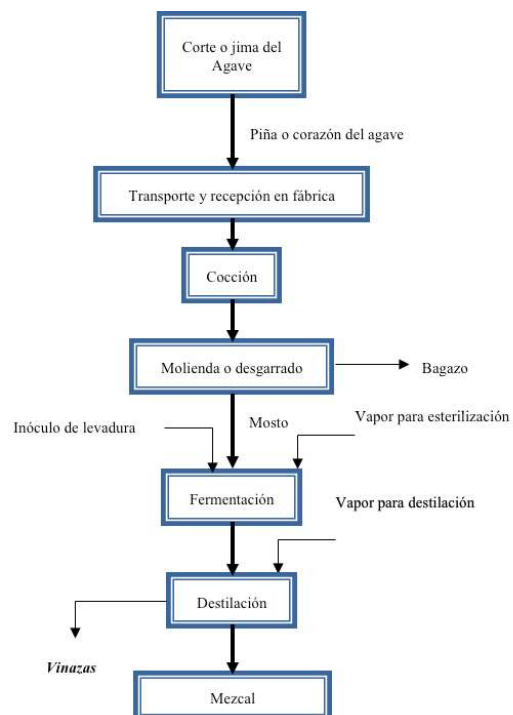 Corte o jima del
Agave
Piña o corazón del agave
Transporte y recepción en fábrica
Cocción
Molienda o desgarrado
Bagazo
Inóculo de levadura
Mosto
Vapor para esterilización
Fermentación
Vapor para destilación
Destilación
Vinazas
Mezcal